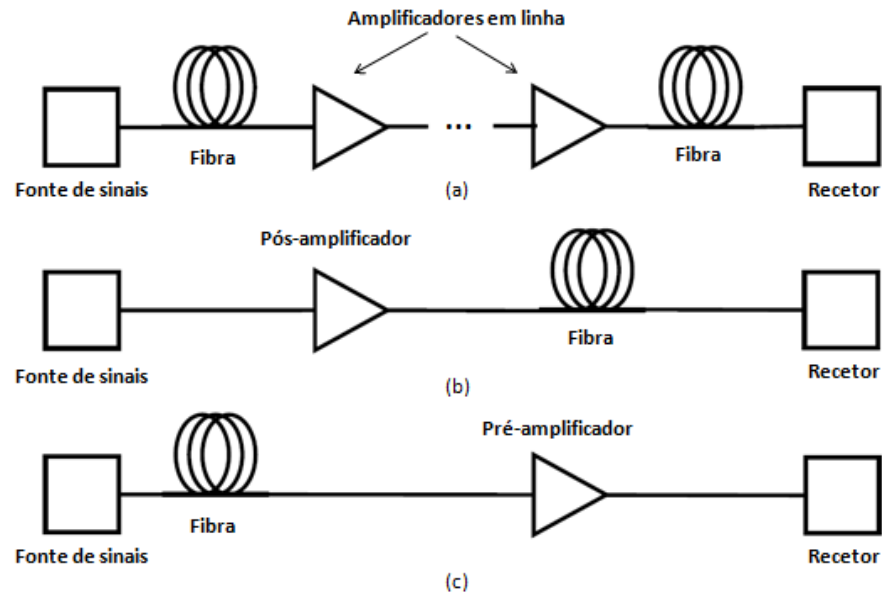 Amplificadores em linha
...
Fibra
Fibra
Fonte de sinais
(a)
Recetor
Pós-amplificador
Fibra
Fonte de sinais
(b)
Recetor
Pré-amplificador
Fibra
Fonte de sinais
Recetor
(c)